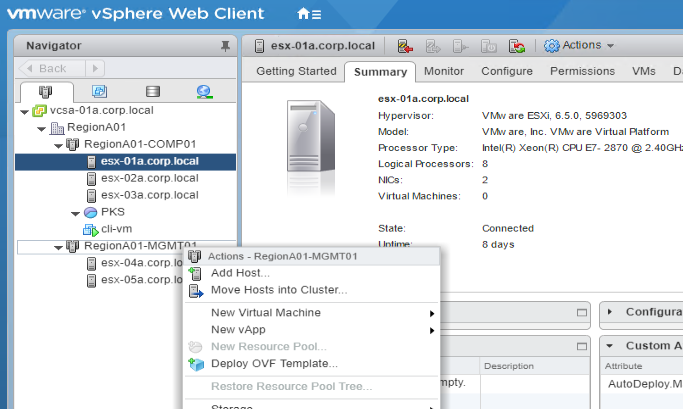 vmware® vSphere Web Client
Navigator
Back
vcsa-01a.corp.local
RegionA01
RegionA01-COMP01
esx-01a.corp.local
esx-02a.corp.local
esx-03a.corp.local
PKS
cli-vm
RegionA01-MGMT01
esx-04a.corp.local
esx-05a.corp.local
Actions - RegionA01-MGMT01
Add Host...
Move Hosts into Cluster...
New Virtual Machine
New vApp
New Resource Pool...
Deploy OVF Template...
Restore Resource Pool Tree...
Storage
esx-01a.corp.local Actions
Getting Started Summary Monitor Configure Permissions VMs
esx-01a.corp.local
Hypervisor: VMware ESXi, 6.5.0, 5969303
Model: VMware, Inc. VMware Virtual Platform
Processor Type: Intel(R) Xeon(R) CPU E7- 2870 @ 2.40GH
Logical Processors: 8
NICs: 2
Virtual Machines: 0
State: Connected
Uptime: 8 days
Configura
Custom A
Description Attribute
mpty. AutoDeploy.M